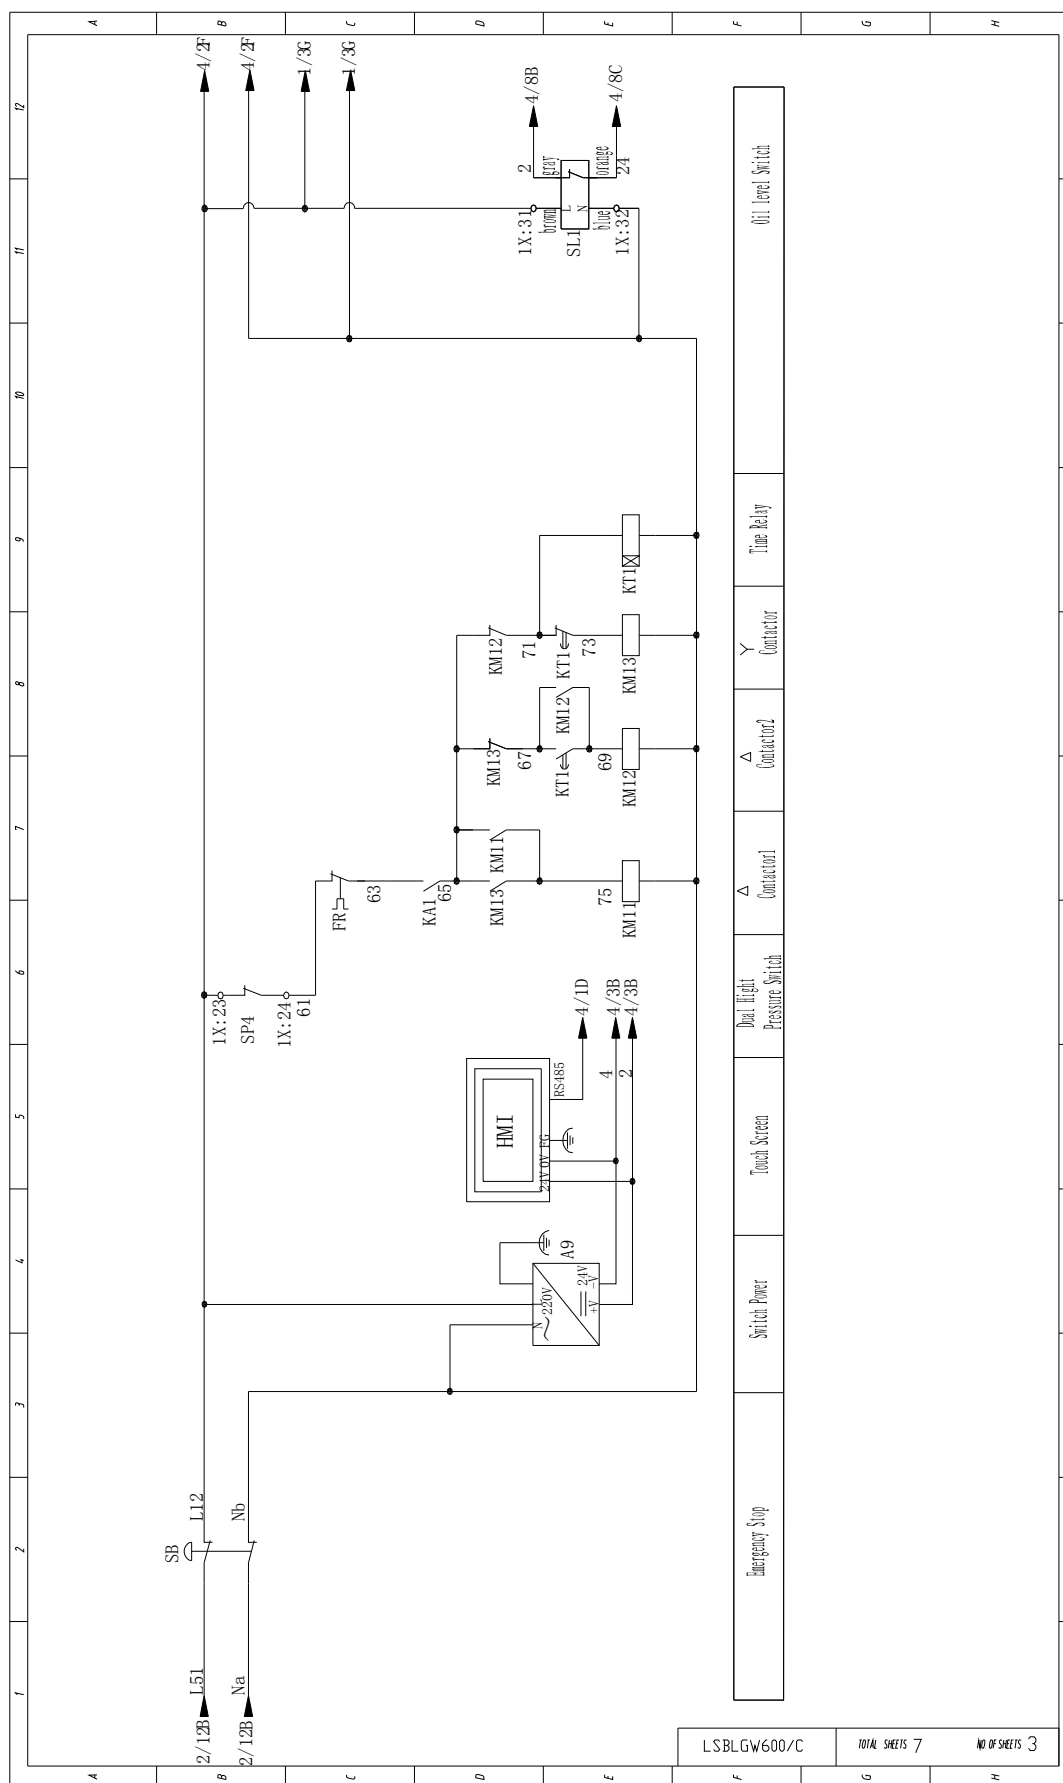 1 2 3 4 5 6 7 8 9 10 11 12
A B C D E F G H
2/12B L51
2/12B Na
SB
L12
Nb
N
220V
24V
+V
-V
A9
HMI
24V 0V FG
RS485
4/1D
4 4/3B
2 4/3B
1X:23
SP4
1X:24
61
FR
63
KA1
65
KM13
KM11
75
KM11
KM13
67
KT1
KM12
69
KM12
KM12
71
KT1
73
KM13
KT1
4/2F
4/2F
1/3G
1/3G
1X:31
brown
L
N
SL1
blue
1X:32
2
gray
4/8B
orange
24
4/8C
Emergency Stop
Switch Power
Touch Screen
Dual Hight
Pressure Switch
△
Contactor1
△
Contactor2
Y
Contactor
Time Relay
Oil level Switch
A B C D E F G H
LSBLGW600/C
TOTAL SHEETS 7
NO OF SHEETS 3